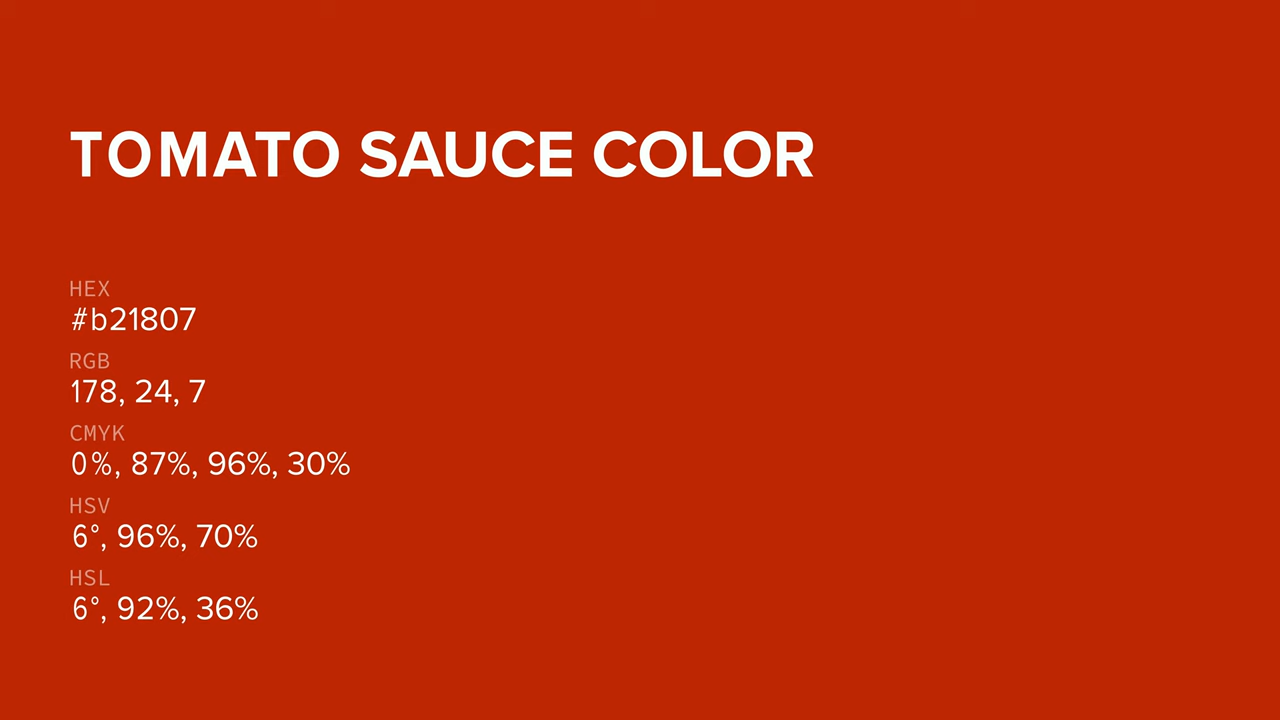 TOMATO SAUCE COLOR
HEX
#b21807
RGB
178, 24, 7
CMYK
0%, 87%, 96%, 30%
HSV
6°, 96%, 70%
HSL
6°, 92%, 36%